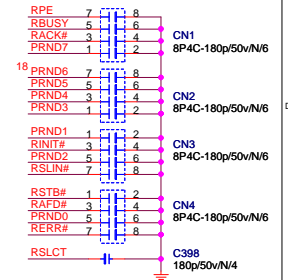 RPE 7 8
RBUSY 5 6
RACK# 3 4
PRND7 1 2
CN1
8P4C-180p/50v/N/6
18
PRND6 7 8
PRND5 5 6
PRND4 3 4
PRND3 1 2
CN2
8P4C-180p/50v/N/6
PRND1 1 2
RINIT# 3 4
PRND2 5 6
RSLIN# 7 8
CN3
8P4C-180p/50v/N/6
RSTB# 1 2
RAFD# 3 4
PRND0 5 6
RERR# 7 8
CN4
8P4C-180p/50v/N/6
RSLCT
C398
180p/50v/N/4